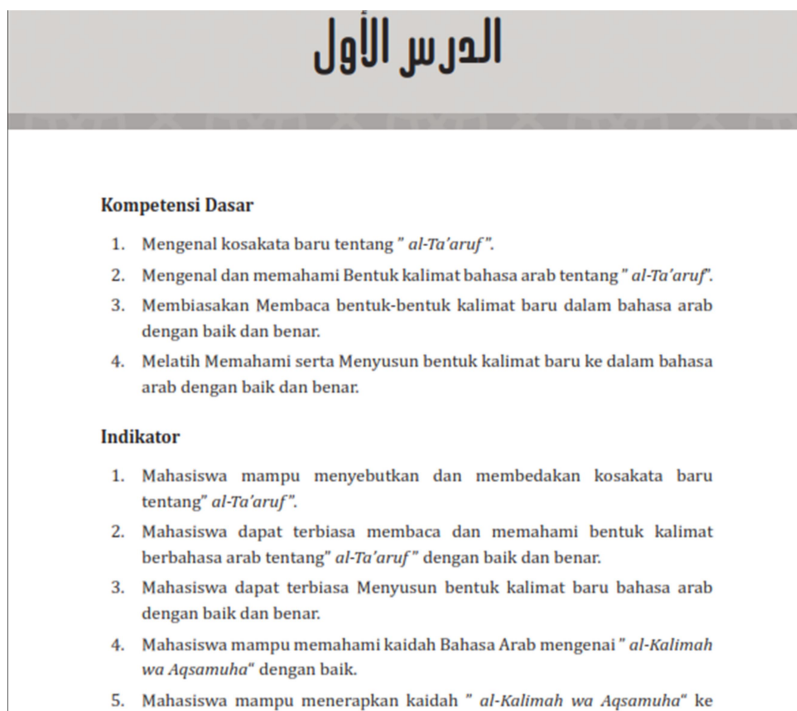 الدرس الأول
Kompetensi Dasar
1. Mengenal kosakata baru tentang " al-Ta'aruf".
2. Mengenal dan memahami Bentuk kalimat bahasa arab tentang " al-Ta'aruf".
3. Membiasakan Membaca bentuk-bentuk kalimat baru dalam bahasa arab
dengan baik dan benar.
4. Melatih Memahami serta Menyusun bentuk kalimat baru ke dalam bahasa
arab dengan baik dan benar.
Indikator
1. Mahasiswa mampu menyebutkan dan membedakan kosakata baru
tentang" al-Ta'aruf".
2. Mahasiswa dapat terbiasa membaca dan memahami bentuk kalimat
berbahasa arab tentang" al-Ta'aruf" dengan baik dan benar.
3. Mahasiswa dapat terbiasa Menyusun bentuk kalimat baru bahasa arab
dengan baik dan benar.
4. Mahasiswa mampu memahami kaidah Bahasa Arab mengenai " al-Kalimah
wa Aqsamuha" dengan baik.
5. Mahasiswa mampu menerapkan kaidah " al-Kalimah wa Aqsamuha" ke